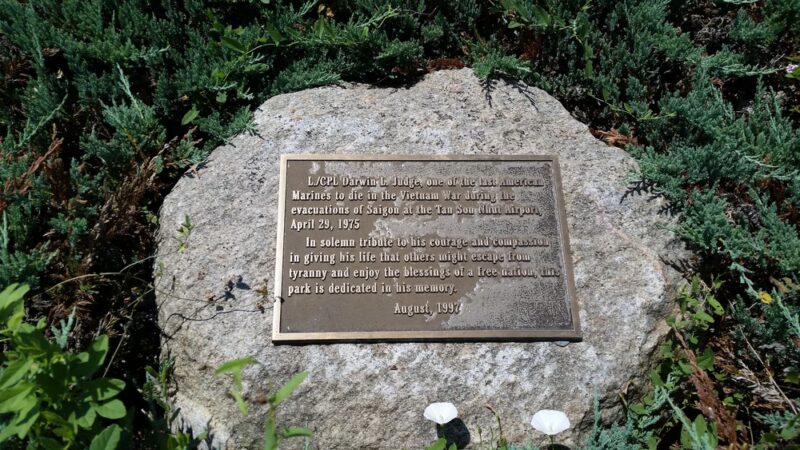 L/CPL Darwin L. Judge, one of the last American
Marines to die in the Vietnam War during the
evacuations of Saigon at the Tan Son Nhut Airport,
April 29, 1975
In solemn tribute to his courage and compassion
in giving his life that others might escape from
tyranny and enjoy the blessings of a free nation, this
park is dedicated in his memory.
August, 1997